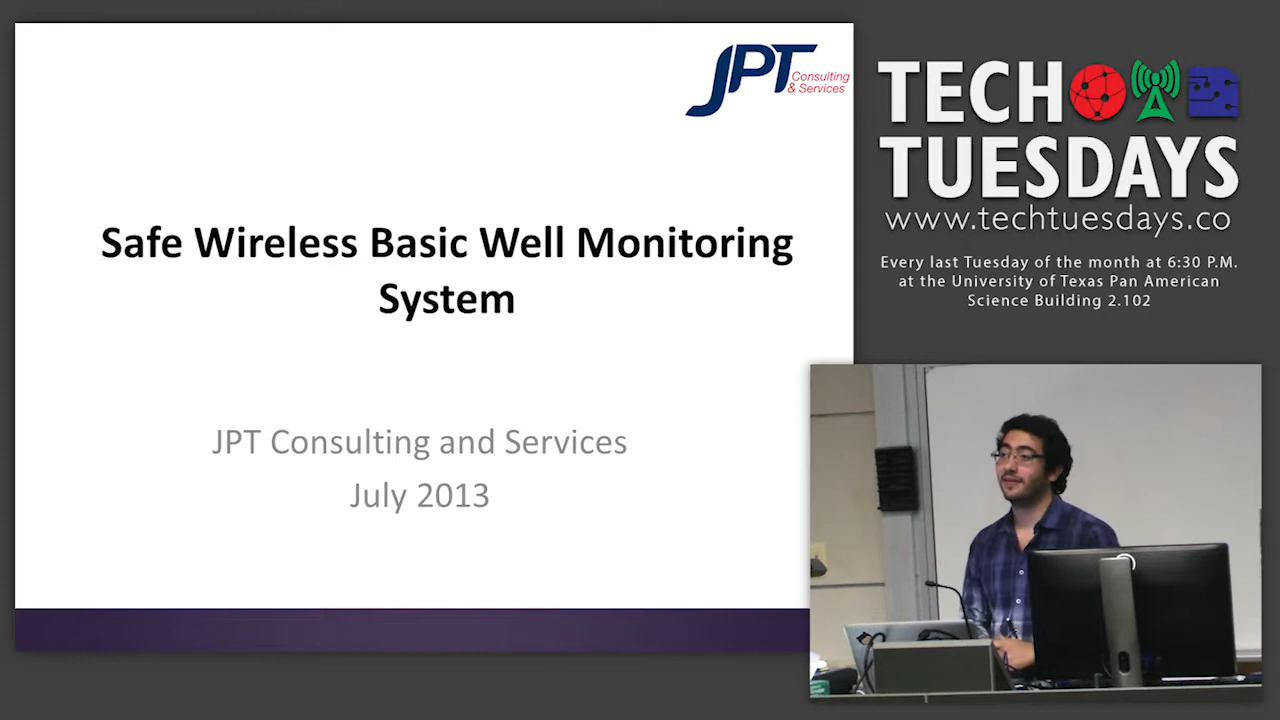 JPT Consulting
& Services
Safe Wireless Basic Well Monitoring
System
JPT Consulting and Services
July 2013
TECH
TUESDAYS
www.techtuesdays.co
Every last Tuesday of the month at 6:30 P.M.
at the University of Texas Pan American
Science Building 2.102